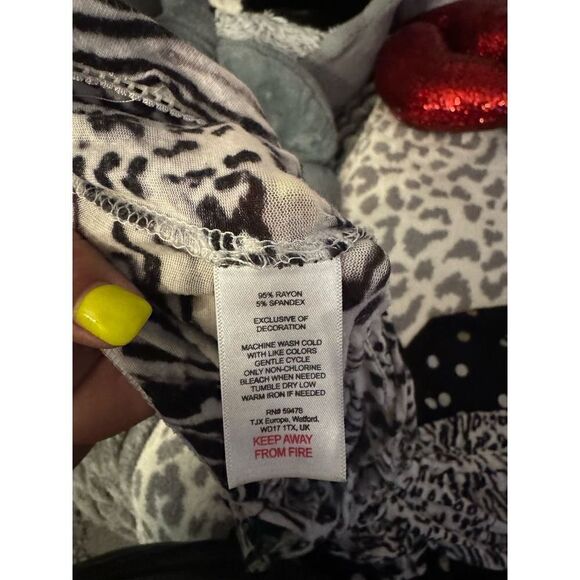 95% RAYON
5% SPANDEX
EXCLUSIVE OF
DECORATION
MACHINE WASH COLD
WITH LIKE COLORS
GENTLE CYCLE
ONLY NON-CHLORINE
BLEACH WHEN NEEDED
TUMBLE DRY LOW
WARM IRON IF NEEDED
RN# 59478
TJX Europe, Watford,
WD17 1TX, UK
KEEP AWAY
FROM FIRE